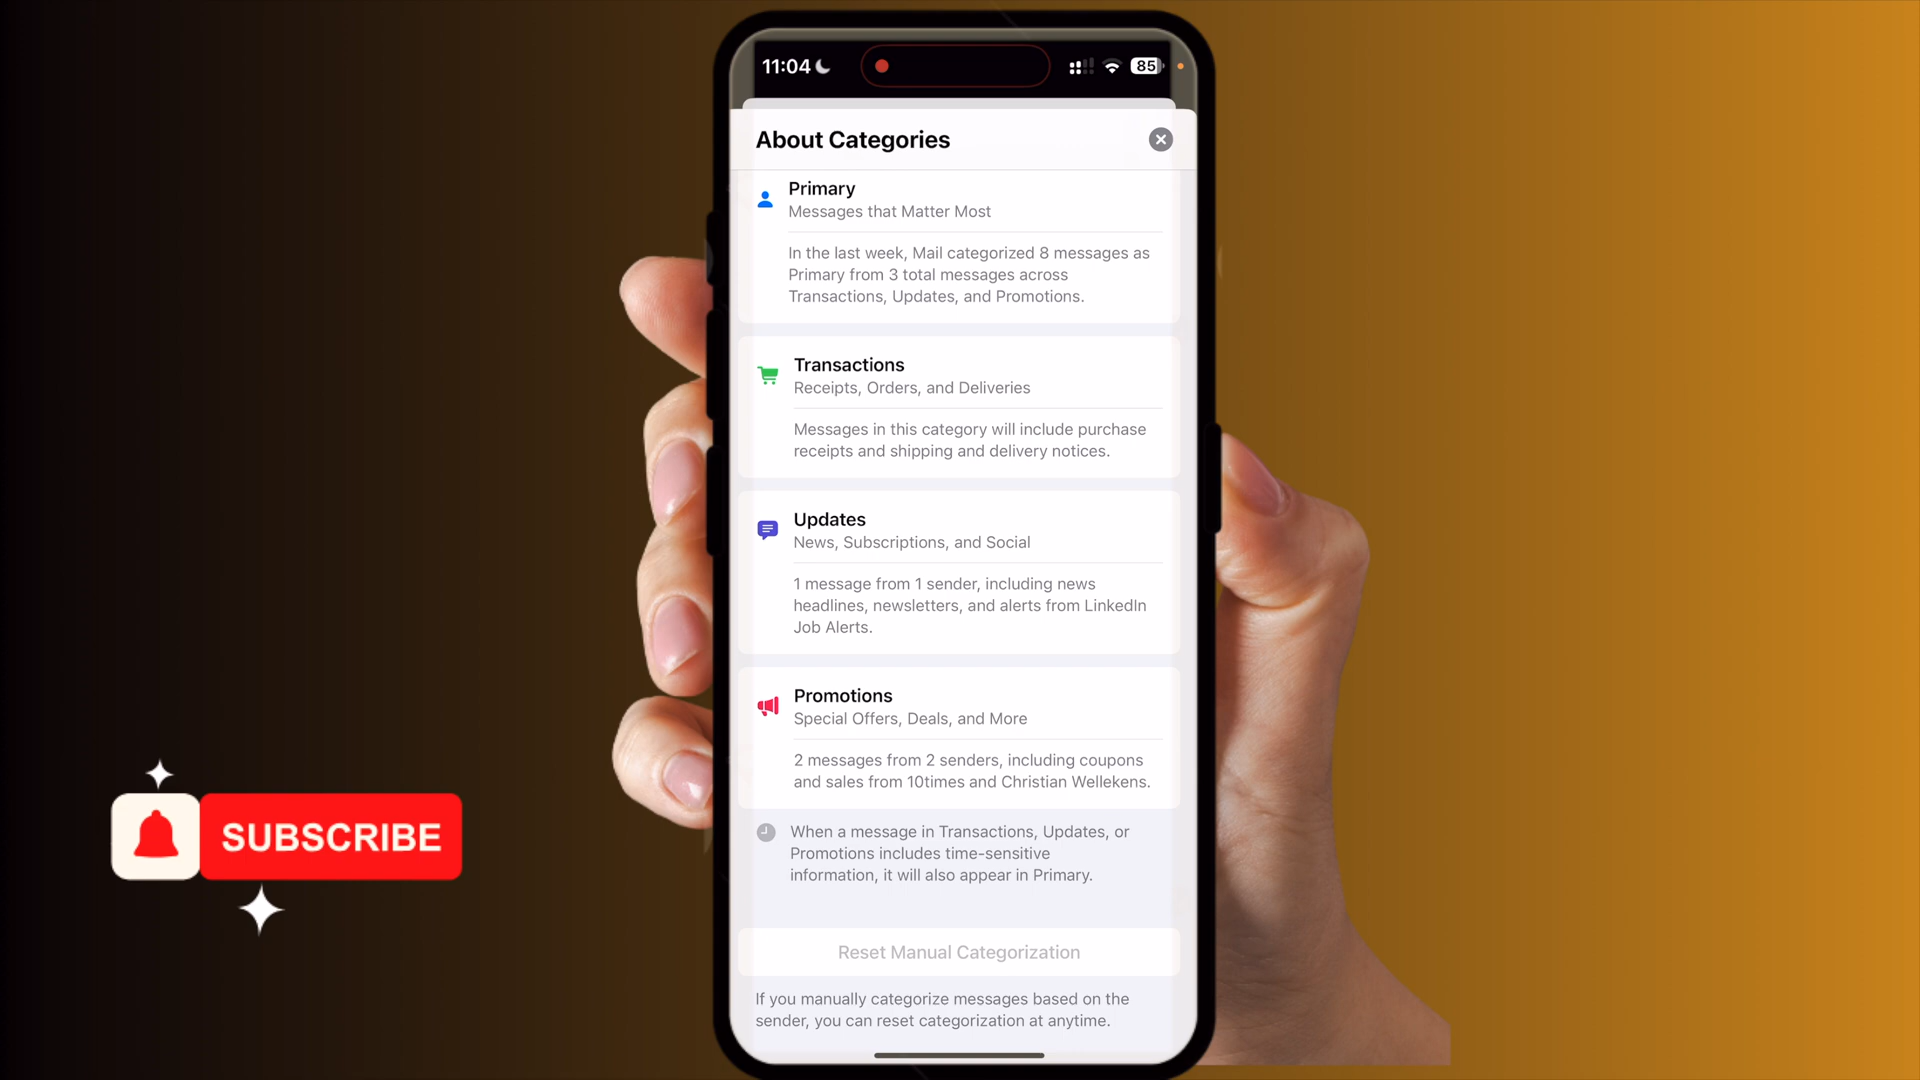 11:04
85
About Categories
Primary
Messages that Matter Most
In the last week, Mail categorized 8 messages as
Primary from 3 total messages across
Transactions, Updates, and Promotions.
Transactions
Receipts, Orders, and Deliveries
Messages in this category will include purchase
receipts and shipping and delivery notices.
Updates
News, Subscriptions, and Social
1 message from 1 sender, including news
headlines, newsletters, and alerts from LinkedIn
Job Alerts.
Promotions
Special Offers, Deals, and More
2 messages from 2 senders, including coupons
and sales from 10times and Christian Wellekens.
When a message in Transactions, Updates, or
Promotions includes time-sensitive
information, it will also appear in Primary.
Reset Manual Categorization
If you manually categorize messages based on the
sender, you can reset categorization at anytime.
SUBSCRIBE